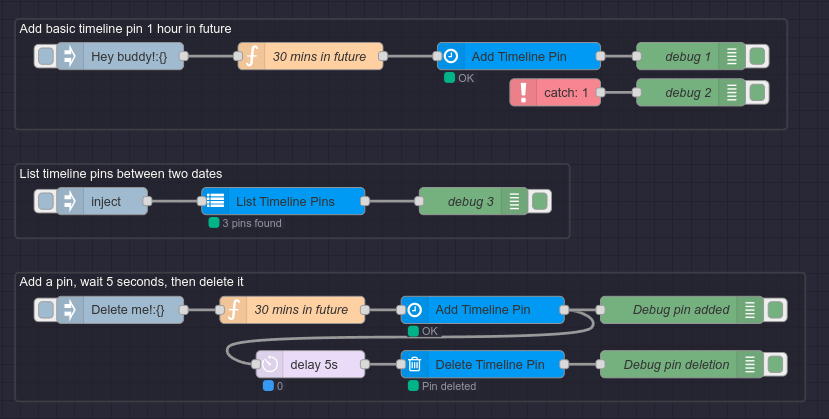 Add basic timeline pin 1 hour in future
Hey buddy!:{} 30 mins in future Add Timeline Pin debug 1
OK
catch: 1 debug 2
List timeline pins between two dates
inject List Timeline Pins debug 3
3 pins found
Add a pin, wait 5 seconds, then delete it
Delete me!:{} 30 mins in future Add Timeline Pin Debug pin added
OK
delay 5s Delete Timeline Pin Debug pin deletion
0 Pin deleted